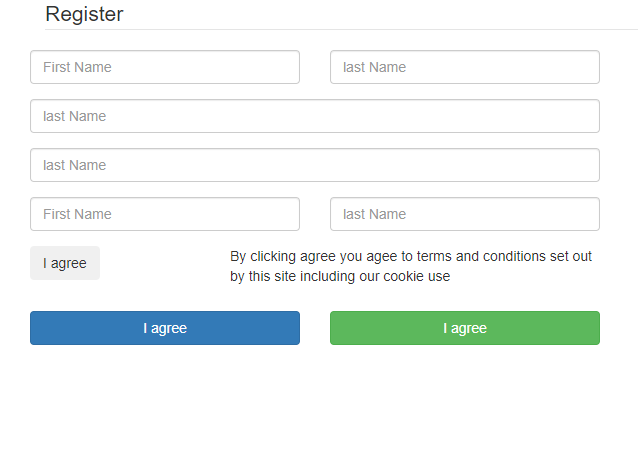 Register
First Name
last Name
last Name
last Name
First Name
last Name
I agree
By clicking agree you agee to terms and conditions set out
by this site including our cookie use
I agree
I agree